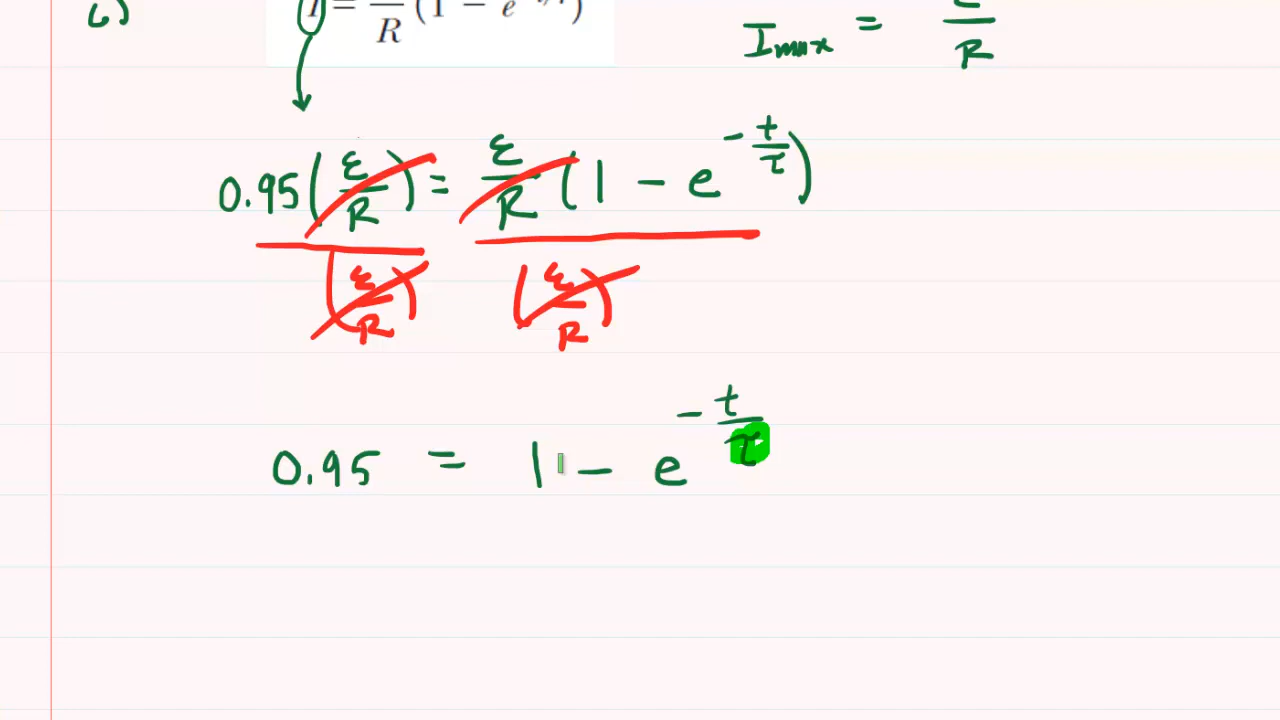 c) I = ε/R (1 − e^(−t/τ)) I_max = ε/R
0.95(ε/R) = ε/R (1 − e^(−t/τ))
(ε/R) (ε/R)
0.95 = 1 − e^(−t/τ)